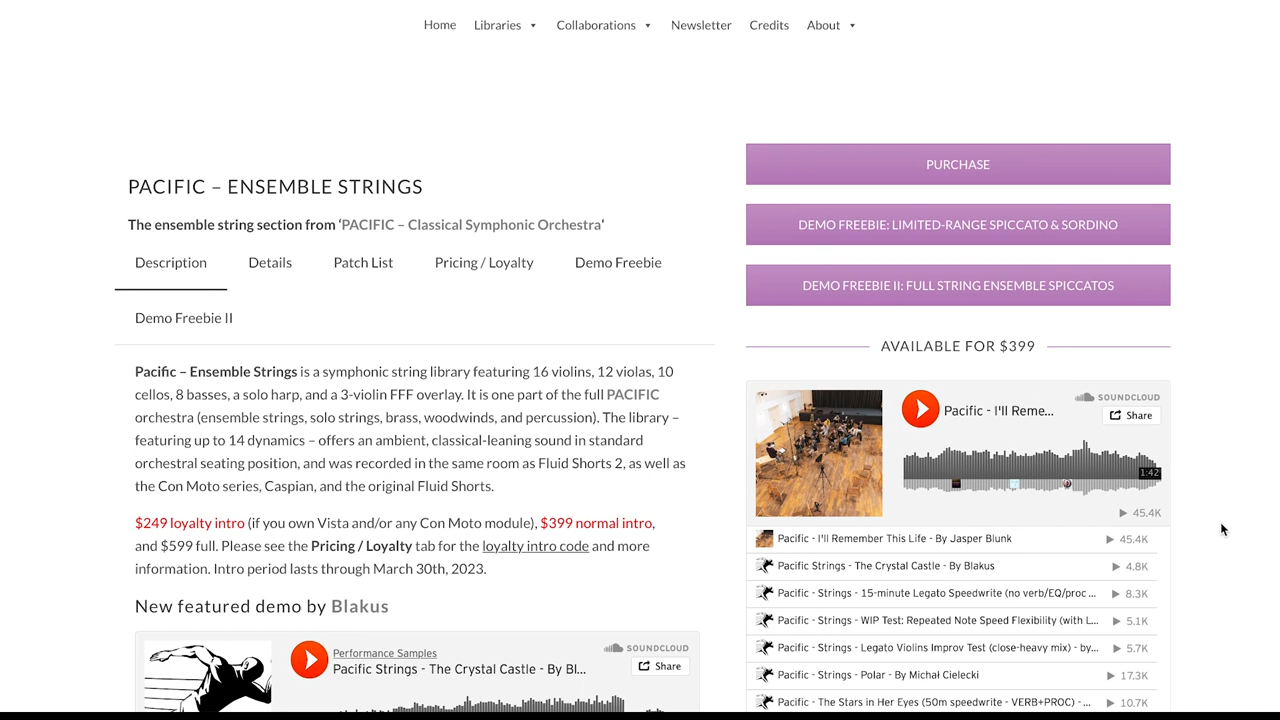 Home Libraries Collaborations Newsletter Credits About
PACIFIC – ENSEMBLE STRINGS
The ensemble string section from ‘PACIFIC – Classical Symphonic Orchestra‘
Description Details Patch List Pricing / Loyalty Demo Freebie
Demo Freebie II
Pacific – Ensemble Strings is a symphonic string library featuring 16 violins, 12 violas, 10
cellos, 8 basses, a solo harp, and a 3-violin FFF overlay. It is one part of the full PACIFIC
orchestra (ensemble strings, solo strings, brass, woodwinds, and percussion). The library –
featuring up to 14 dynamics – offers an ambient, classical-leaning sound in standard
orchestral seating position, and was recorded in the same room as Fluid Shorts 2, as well as
the Con Moto series, Caspian, and the original Fluid Shorts.
$249 loyalty intro (if you own Vista and/or any Con Moto module), $399 normal intro,
and $599 full. Please see the Pricing / Loyalty tab for the loyalty intro code and more
information. Intro period lasts through March 30th, 2023.
New featured demo by Blakus
SOUNDCLOUD
Performance Samples
Pacific Strings - The Crystal Castle - By Bl...
Share
PURCHASE
DEMO FREEBIE: LIMITED-RANGE SPICCATO & SORDINO
DEMO FREEBIE II: FULL STRING ENSEMBLE SPICCATOS
AVAILABLE FOR $399
SOUNDCLOUD
Pacific - I'll Reme...
Share
1:42
45.4K
Pacific - I'll Remember This Life - By Jasper Blunk 45.4K
Pacific Strings - The Crystal Castle - By Blakus 4.8K
Pacific - Strings - 15-minute Legato Speedwrite (no verb/EQ/proc ... 8.3K
Pacific - Strings - WIP Test: Repeated Note Speed Flexibility (with L... 5.1K
Pacific - Strings - Legato Violins Improv Test (close-heavy mix) - by... 5.7K
Pacific - Strings - Polar - By Michał Cielecki 17.3K
Pacific - Strings - The Stars in Her Eyes (50m speedwrite - VERB+PROC) - ... 10.7K